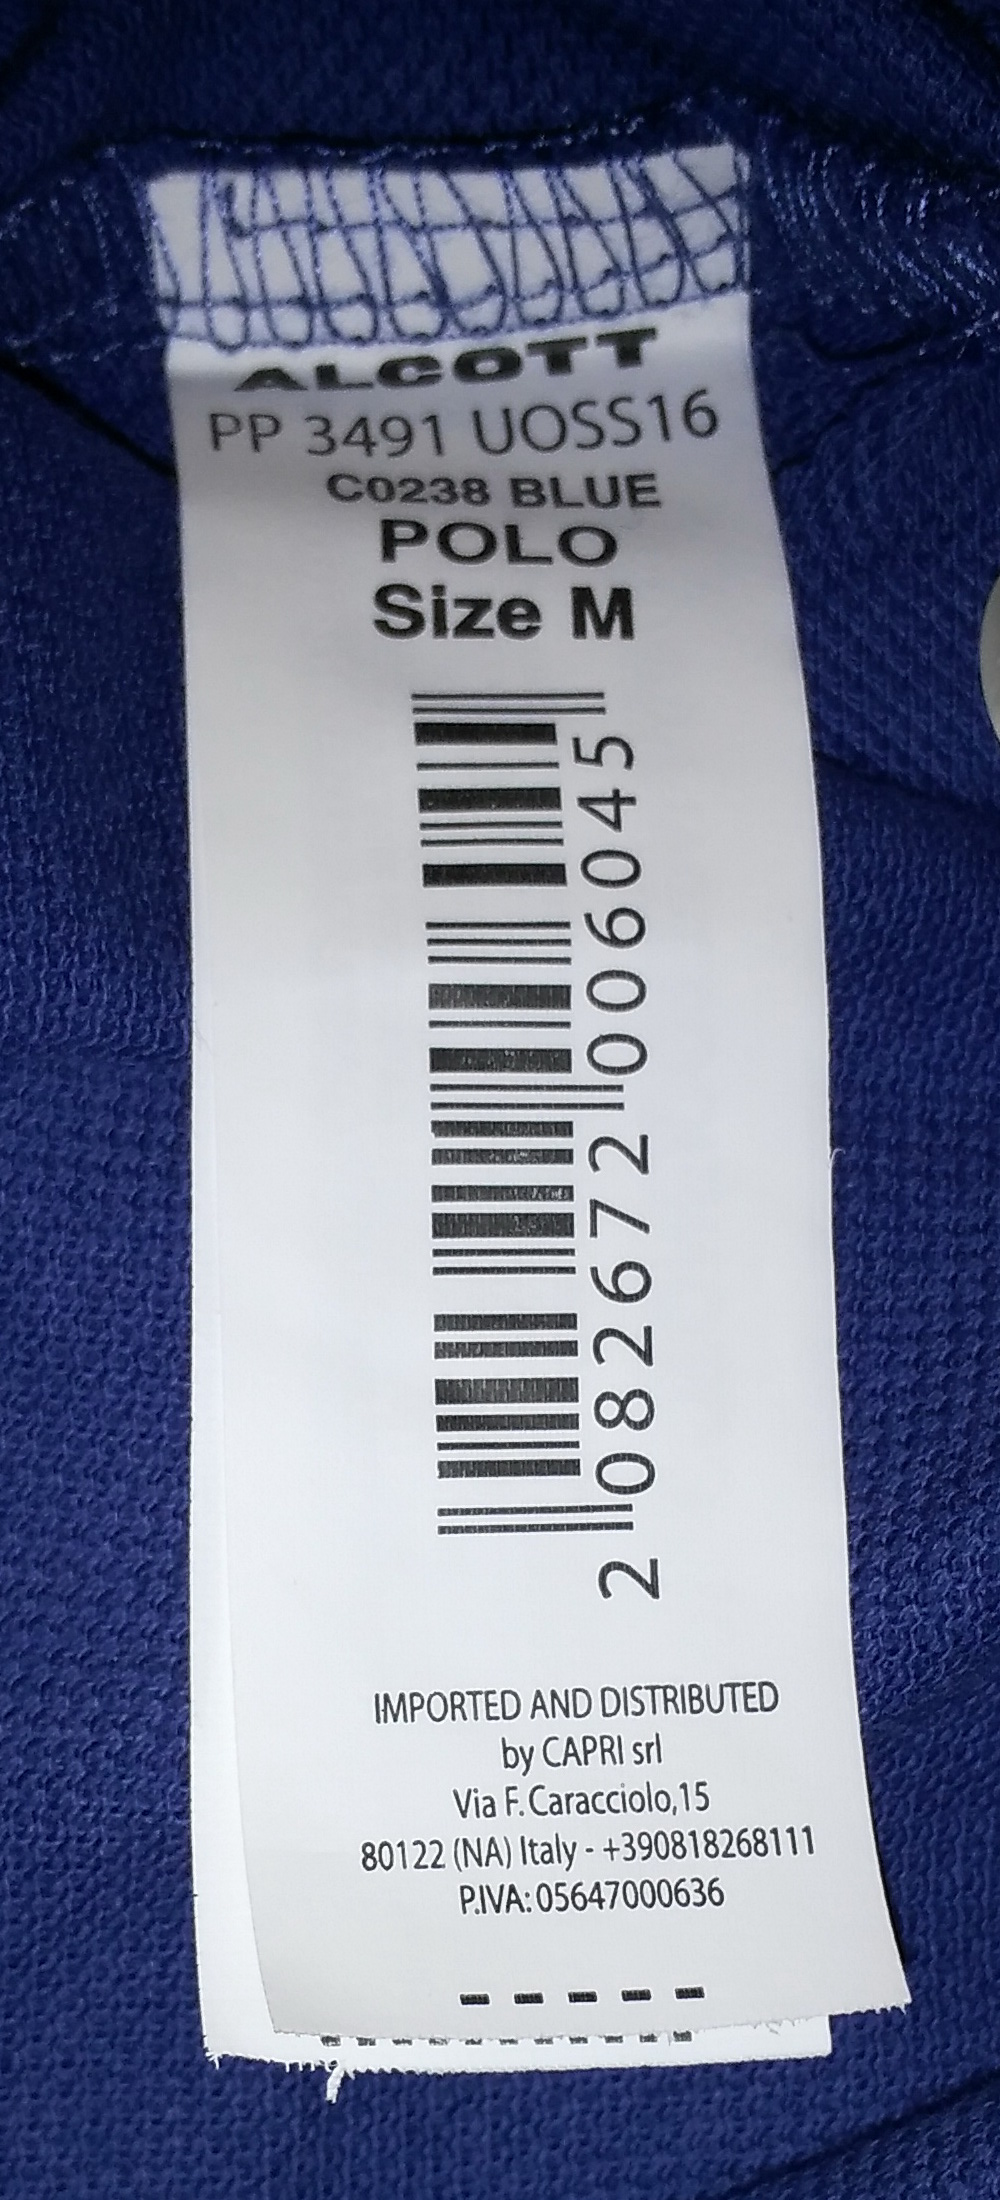 ALCOTT
PP 3491 UOSS16
C0238 BLUE
POLO
Size M
2 082672 006045
IMPORTED AND DISTRIBUTED
by CAPRI srl
Via F. Caracciolo,15
80122 (NA) Italy - +390818268111
P.IVA: 05647000636